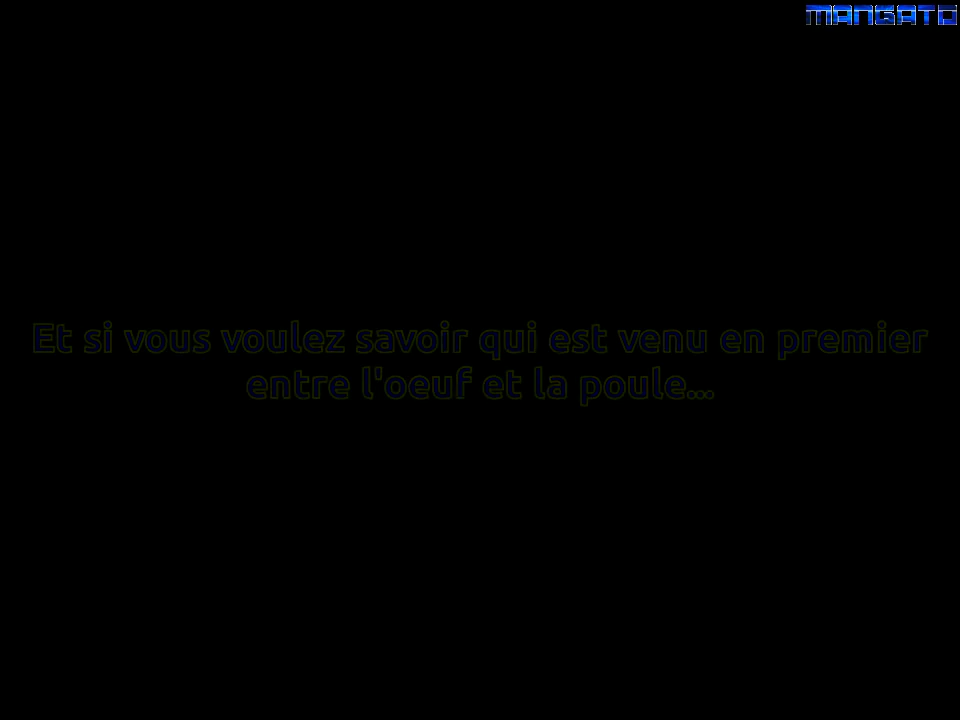 MANGATO
Et si vous voulez savoir qui est venu en premier
entre l'oeuf et la poule...